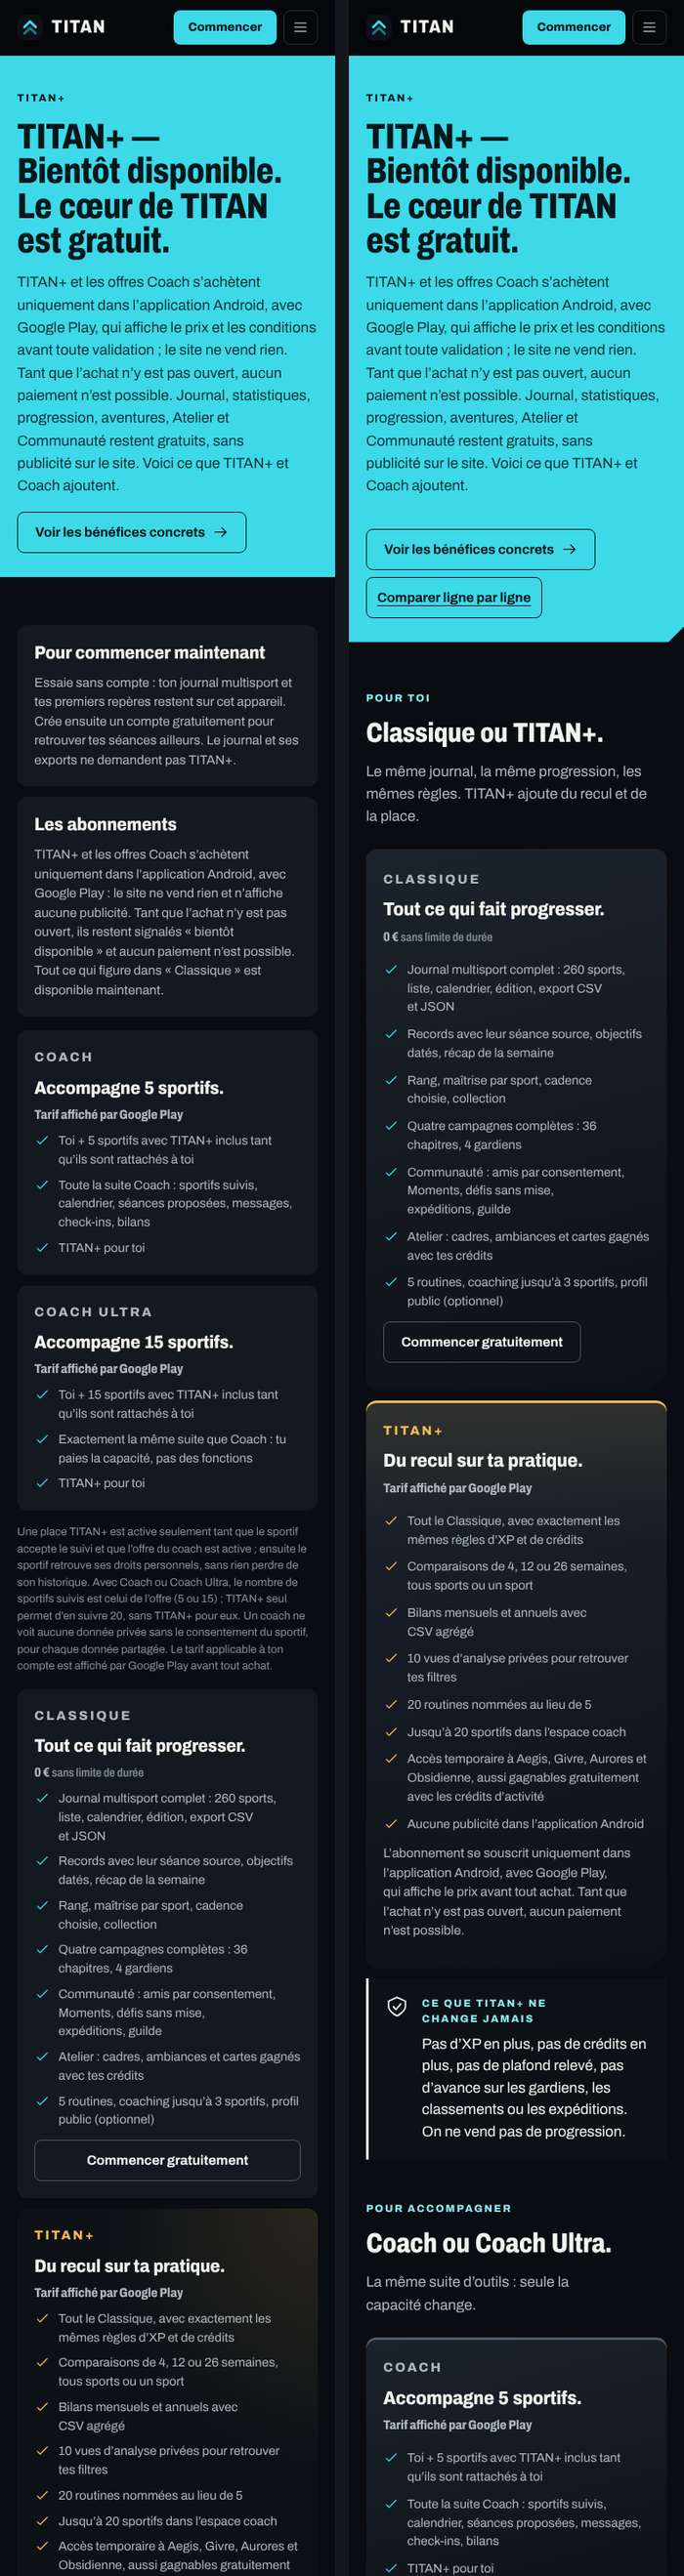 TITAN
Commencer
TITAN+
TITAN+ —
Bientôt disponible.
Le cœur de TITAN
est gratuit.
TITAN+ et les offres Coach s’achètent
uniquement dans l’application Android, avec
Google Play, qui affiche le prix et les conditions
avant toute validation ; le site ne vend rien.
Tant que l’achat n’y est pas ouvert, aucun
paiement n’est possible. Journal, statistiques,
progression, aventures, Atelier et
Communauté restent gratuits, sans
publicité sur le site. Voici ce que TITAN+ et
Coach ajoutent.
Voir les bénéfices concrets
Pour commencer maintenant
Essaie sans compte : ton journal multisport et
tes premiers repères restent sur cet appareil.
Crée ensuite un compte gratuitement pour
retrouver tes séances ailleurs. Le journal et ses
exports ne demandent pas TITAN+.
Les abonnements
TITAN+ et les offres Coach s’achètent
uniquement dans l’application Android, avec
Google Play : le site ne vend rien et n’affiche
aucune publicité. Tant que l’achat n’y est pas
ouvert, ils restent signalés « bientôt
disponible » et aucun paiement n’est possible.
Tout ce qui figure dans « Classique » est
disponible maintenant.
COACH
Accompagne 5 sportifs.
Tarif affiché par Google Play
Toi + 5 sportifs avec TITAN+ inclus tant
qu’ils sont rattachés à toi
Toute la suite Coach : sportifs suivis,
calendrier, séances proposées, messages,
check-ins, bilans
TITAN+ pour toi
COACH ULTRA
Accompagne 15 sportifs.
Tarif affiché par Google Play
Toi + 15 sportifs avec TITAN+ inclus tant
qu’ils sont rattachés à toi
Exactement la même suite que Coach : tu
paies la capacité, pas des fonctions
TITAN+ pour toi
Une place TITAN+ est active seulement tant que le sportif
accepte le suivi et que l’offre du coach est active ; ensuite le
sportif retrouve ses droits personnels, sans rien perdre de
son historique. Avec Coach ou Coach Ultra, le nombre de
sportifs suivis est celui de l’offre (5 ou 15) ; TITAN+ seul
permet d’en suivre 20, sans TITAN+ pour eux. Un coach ne
voit aucune donnée privée sans le consentement du sportif,
pour chaque donnée partagée. Le tarif applicable à ton
compte est affiché par Google Play avant tout achat.
CLASSIQUE
Tout ce qui fait progresser.
0 € sans limite de durée
Journal multisport complet : 260 sports,
liste, calendrier, édition, export CSV
et JSON
Records avec leur séance source, objectifs
datés, récap de la semaine
Rang, maîtrise par sport, cadence
choisie, collection
Quatre campagnes complètes : 36
chapitres, 4 gardiens
Communauté : amis par consentement,
Moments, défis sans mise,
expéditions, guilde
Atelier : cadres, ambiances et cartes gagnés
avec tes crédits
5 routines, coaching jusqu’à 3 sportifs, profil
public (optionnel)
Commencer gratuitement
TITAN+
Du recul sur ta pratique.
Tarif affiché par Google Play
Tout le Classique, avec exactement les
mêmes règles d’XP et de crédits
Comparaisons de 4, 12 ou 26 semaines,
tous sports ou un sport
Bilans mensuels et annuels avec
CSV agrégé
10 vues d’analyse privées pour retrouver
tes filtres
20 routines nommées au lieu de 5
Jusqu’à 20 sportifs dans l’espace coach
Accès temporaire à Aegis, Givre, Aurores et
Obsidienne, aussi gagnables gratuitement
TITAN
Commencer
TITAN+
TITAN+ —
Bientôt disponible.
Le cœur de TITAN
est gratuit.
TITAN+ et les offres Coach s’achètent
uniquement dans l’application Android, avec
Google Play, qui affiche le prix et les conditions
avant toute validation ; le site ne vend rien.
Tant que l’achat n’y est pas ouvert, aucun
paiement n’est possible. Journal, statistiques,
progression, aventures, Atelier et
Communauté restent gratuits, sans
publicité sur le site. Voici ce que TITAN+ et
Coach ajoutent.
Voir les bénéfices concrets
Comparer ligne par ligne
POUR TOI
Classique ou TITAN+.
Le même journal, la même progression, les
mêmes règles. TITAN+ ajoute du recul et de
la place.
CLASSIQUE
Tout ce qui fait progresser.
0 € sans limite de durée
Journal multisport complet : 260 sports,
liste, calendrier, édition, export CSV
et JSON
Records avec leur séance source, objectifs
datés, récap de la semaine
Rang, maîtrise par sport, cadence
choisie, collection
Quatre campagnes complètes : 36
chapitres, 4 gardiens
Communauté : amis par consentement,
Moments, défis sans mise,
expéditions, guilde
Atelier : cadres, ambiances et cartes gagnés
avec tes crédits
5 routines, coaching jusqu’à 3 sportifs, profil
public (optionnel)
Commencer gratuitement
TITAN+
Du recul sur ta pratique.
Tarif affiché par Google Play
Tout le Classique, avec exactement les
mêmes règles d’XP et de crédits
Comparaisons de 4, 12 ou 26 semaines,
tous sports ou un sport
Bilans mensuels et annuels avec
CSV agrégé
10 vues d’analyse privées pour retrouver
tes filtres
20 routines nommées au lieu de 5
Jusqu’à 20 sportifs dans l’espace coach
Accès temporaire à Aegis, Givre, Aurores et
Obsidienne, aussi gagnables gratuitement
avec les crédits d’activité
Aucune publicité dans l’application Android
L’abonnement se souscrit uniquement dans
l’application Android, avec Google Play,
qui affiche le prix avant tout achat. Tant que
l’achat n’y est pas ouvert, aucun paiement
n’est possible.
CE QUE TITAN+ NE
CHANGE JAMAIS
Pas d’XP en plus, pas de crédits en
plus, pas de plafond relevé, pas
d’avance sur les gardiens, les
classements ou les expéditions.
On ne vend pas de progression.
POUR ACCOMPAGNER
Coach ou Coach Ultra.
La même suite d’outils : seule la
capacité change.
COACH
Accompagne 5 sportifs.
Tarif affiché par Google Play
Toi + 5 sportifs avec TITAN+ inclus tant
qu’ils sont rattachés à toi
Toute la suite Coach : sportifs suivis,
calendrier, séances proposées, messages,
check-ins, bilans
TITAN+ pour toi